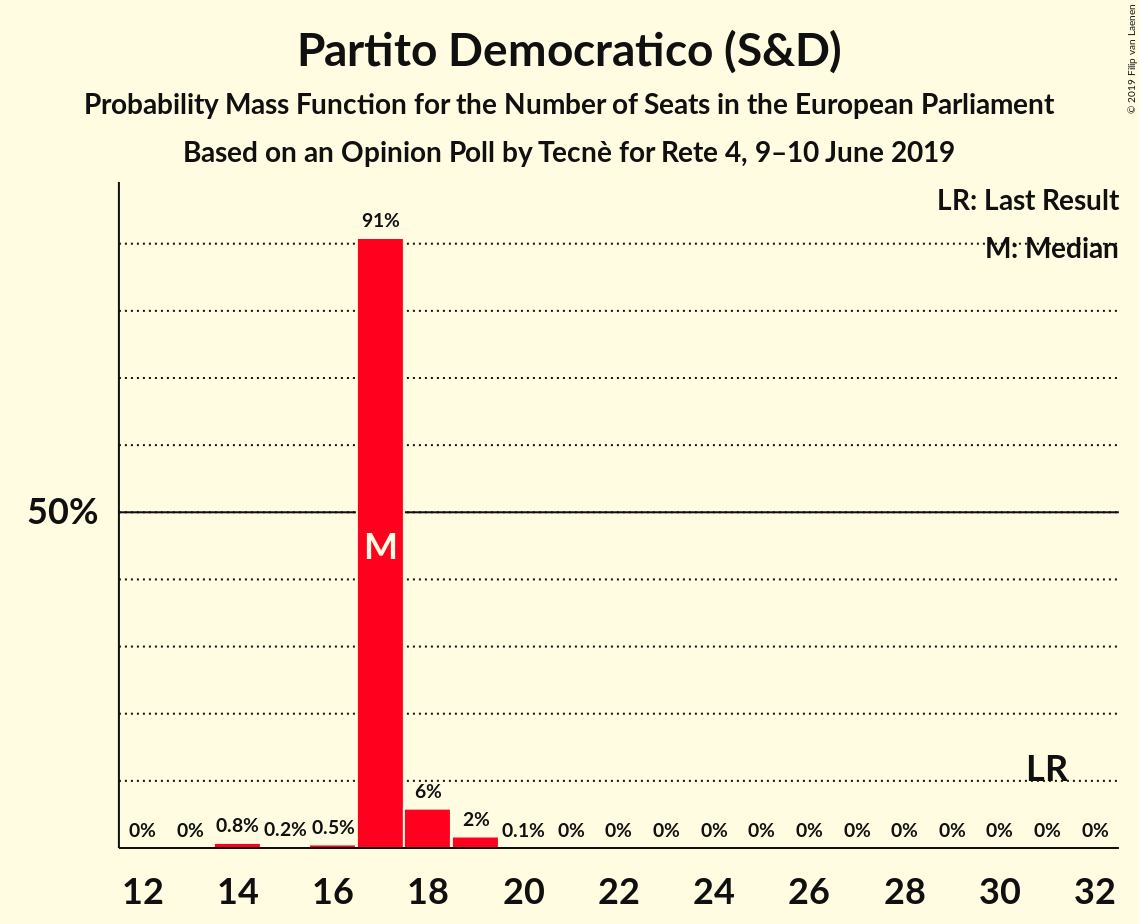 Partito Democratico (S&D)
Probability Mass Function for the Number of Seats in the European Parliament
Based on an Opinion Poll by Tecnè for Rete 4, 9–10 June 2019
© 2019 Filip van Laenen
LR: Last Result
M: Median
91%
50%
M
LR
0% 0% 0.8% 0.2% 0.5% 6% 2% 0.1% 0% 0% 0% 0% 0% 0% 0% 0% 0% 0% 0% 0%
12 14 16 18 20 22 24 26 28 30 32